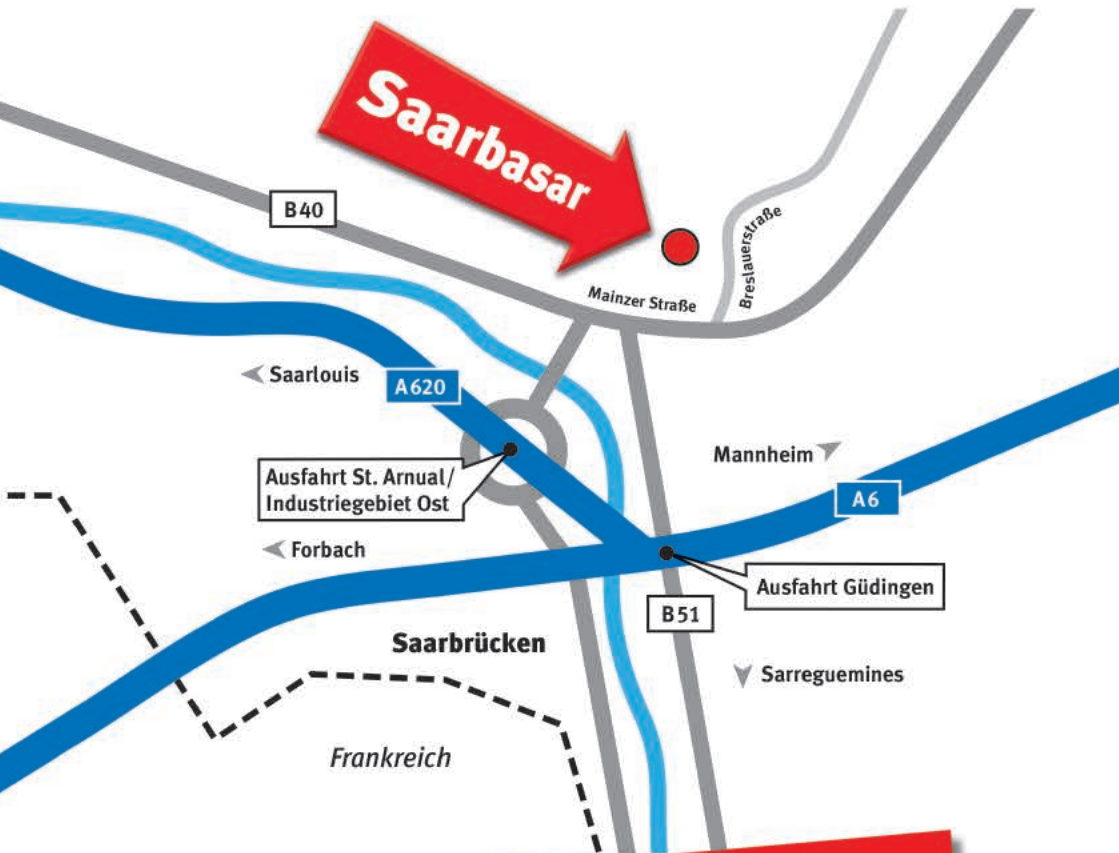 Saarbasar
B40
Breslauerstraße
Mainzer Straße
Saarlouis
A620
Mannheim
Ausfahrt St. Arnual/
Industriegebiet Ost
A6
Forbach
Ausfahrt Güdingen
B51
Saarbrücken
Sarreguemines
Frankreich